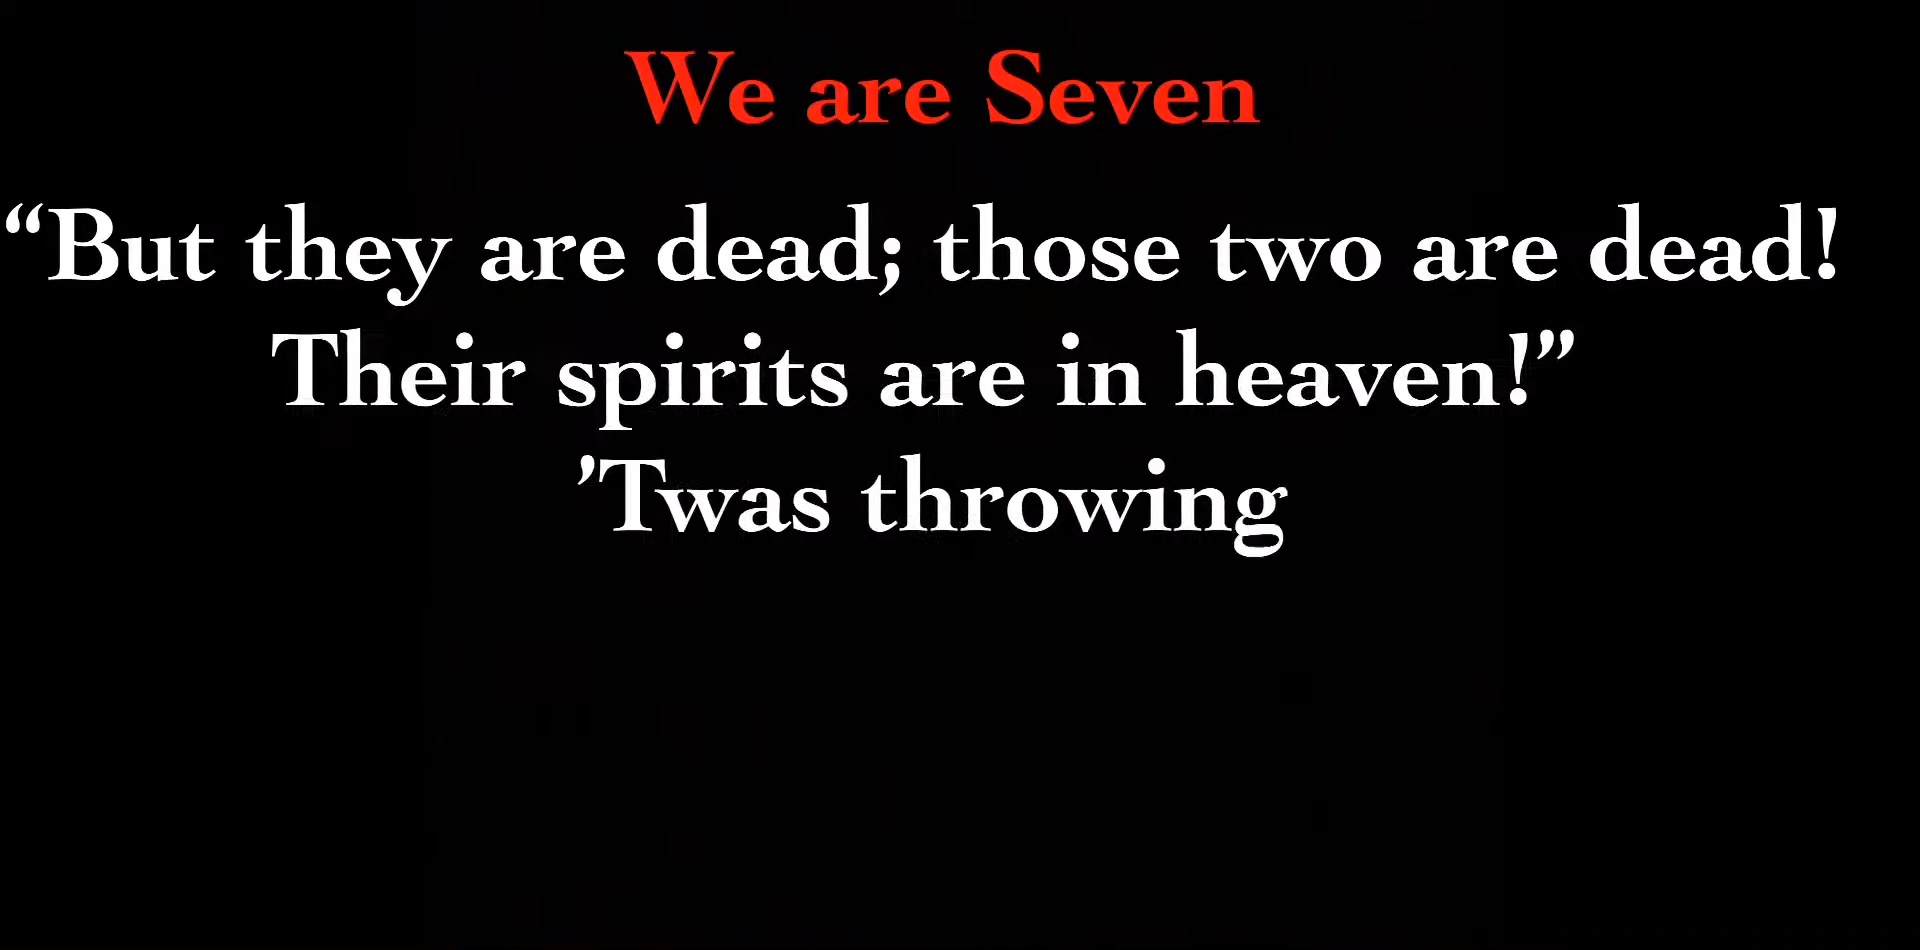 We are Seven
“But they are dead; those two are dead!
Their spirits are in heaven!”
’Twas throwing